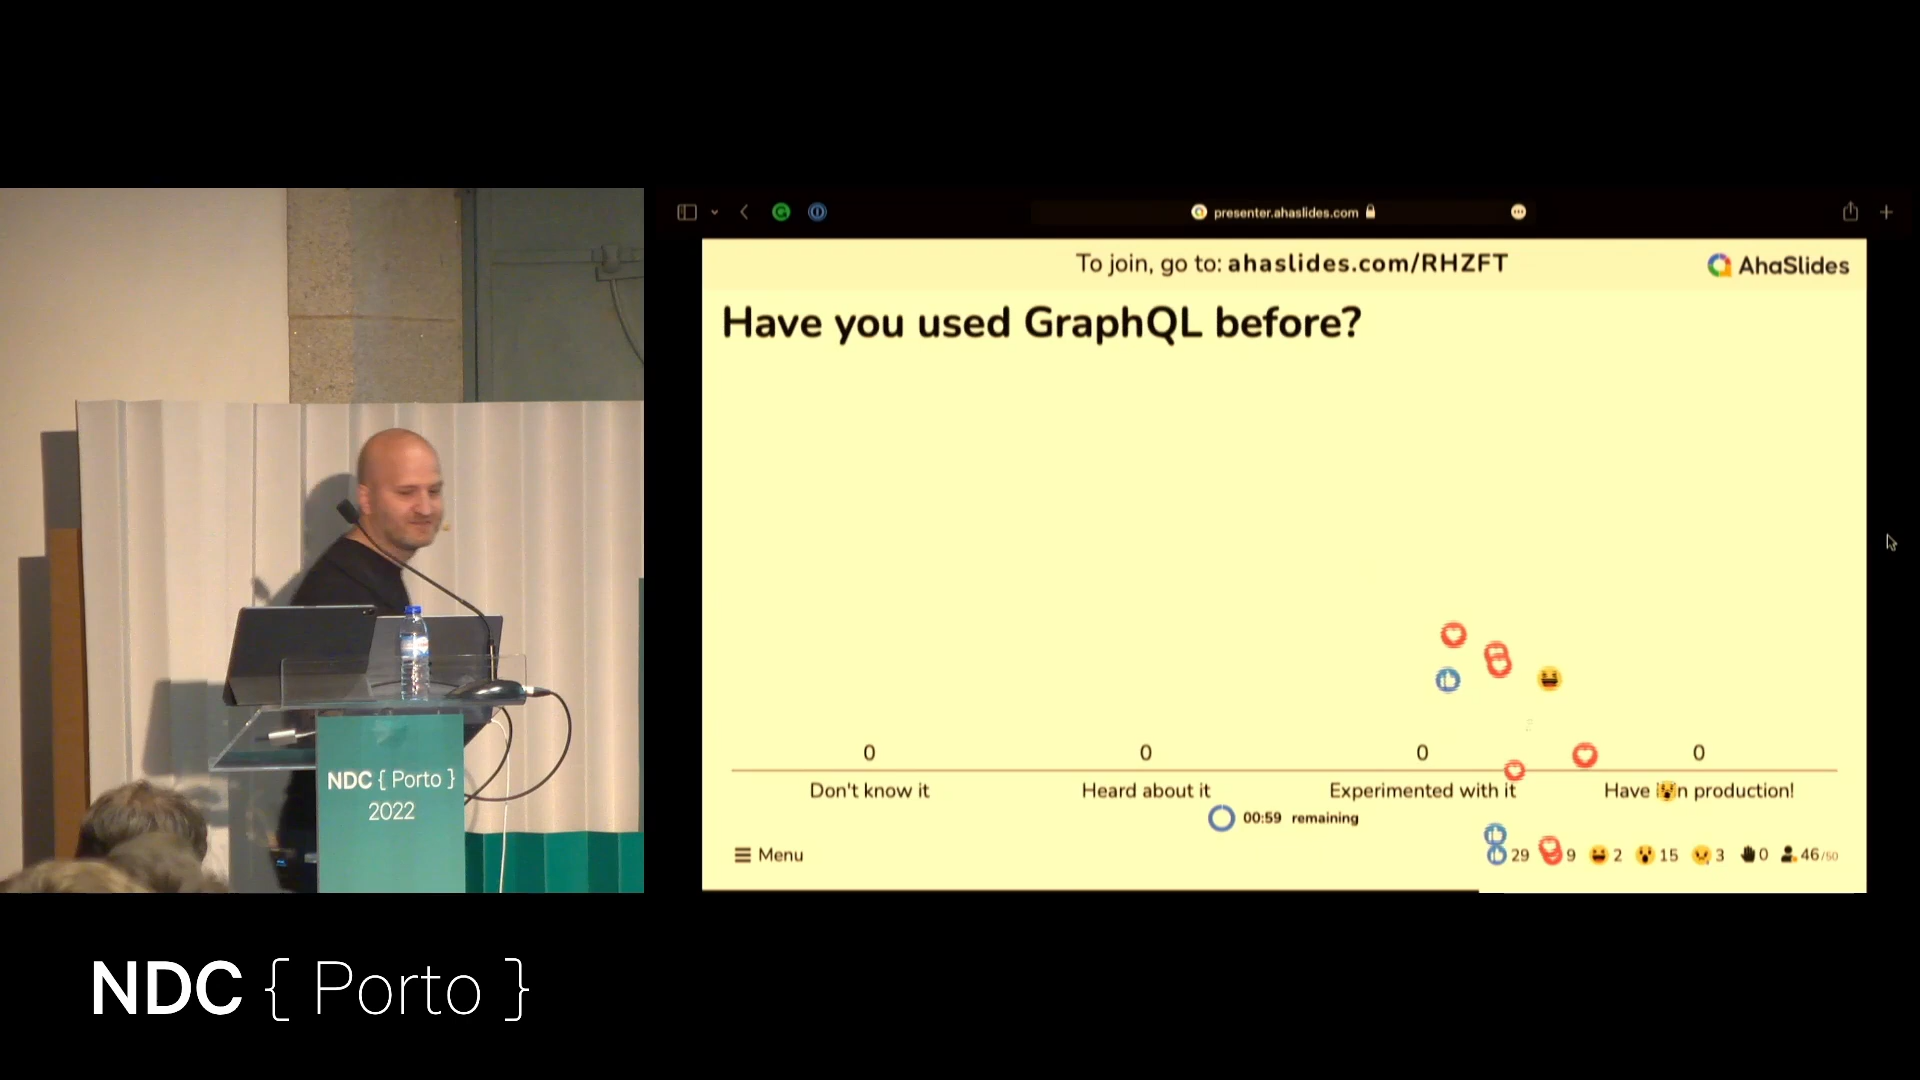 presenter.ahaslides.com
To join, go to: ahaslides.com/RHZFT
AhaSlides
Have you used GraphQL before?
0 0 0 0
Don't know it Heard about it Experimented with it Have n production!
00:59 remaining
Menu
29 9 2 15 3 0 46/50
NDC { Porto }
2022
NDC { Porto }